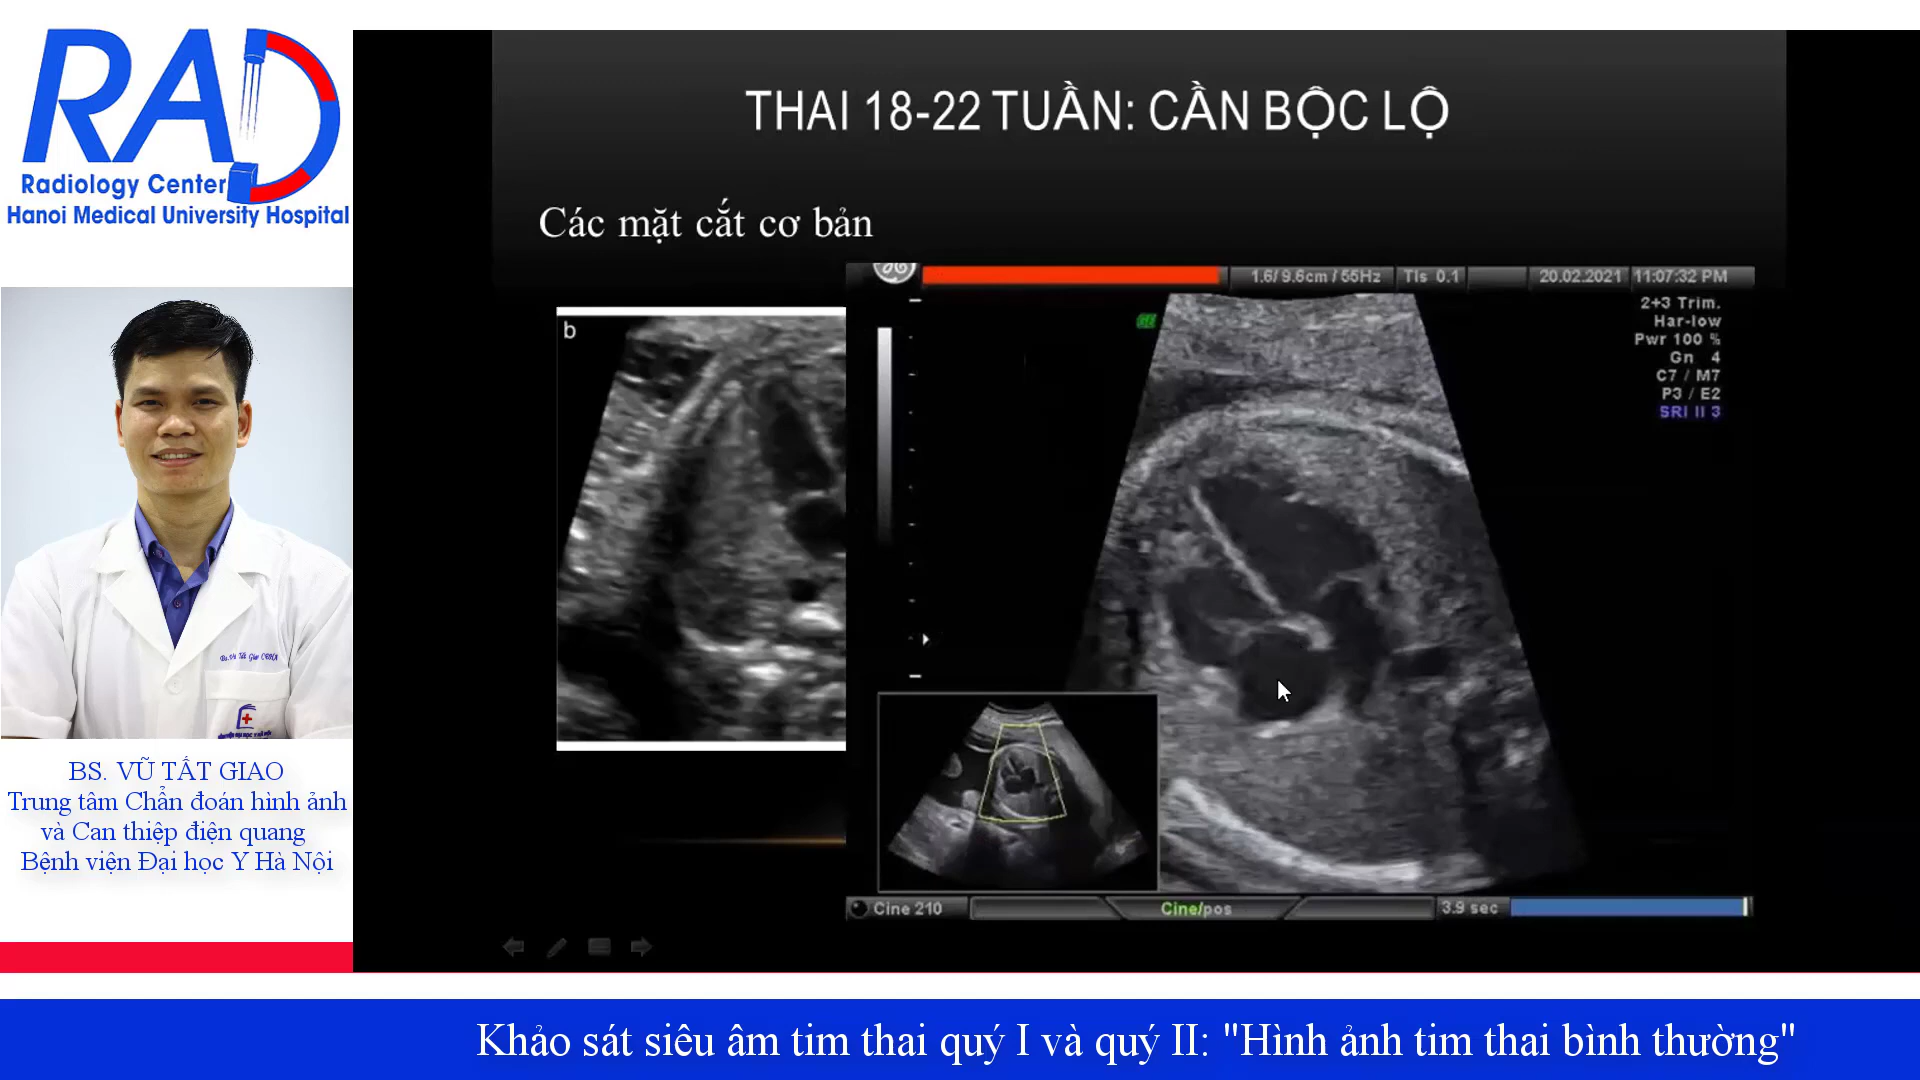 RAD
Radiology Center
Hanoi Medical University Hospital
THAI 18-22 TUẦN: CẦN BỘC LỘ
Các mặt cắt cơ bản
b
1.6/ 9.6cm / 55Hz
TIs 0.1
20.02.2021
11:07:32 PM
2+3 Trim.
Har-low
Pwr 100 %
Gn 4
C7 / M7
P3 / E2
SRI II 3
Cine 210
Cine/pos
3.9 sec
BS. VŨ TẤT GIAO
Trung tâm Chẩn đoán hình ảnh
và Can thiệp điện quang
Bệnh viện Đại học Y Hà Nội
Khảo sát siêu âm tim thai quý I và quý II: "Hình ảnh tim thai bình thường"